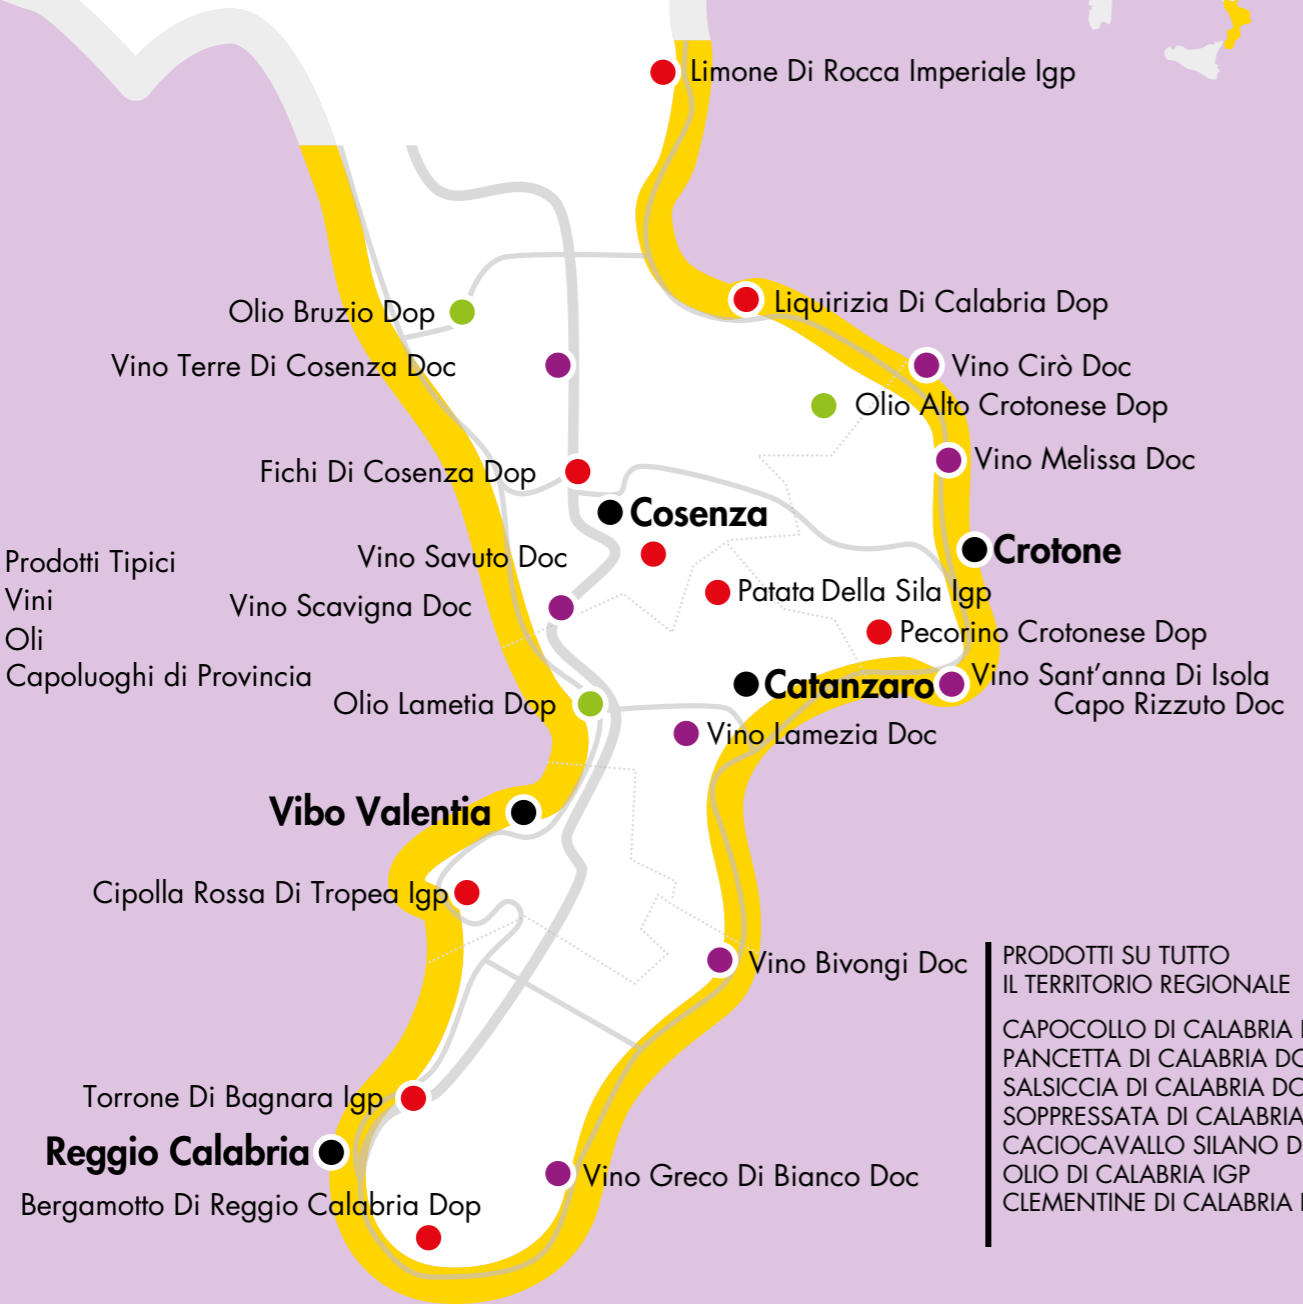 Limone Di Rocca Imperiale Igp
Liquirizia Di Calabria Dop
Olio Bruzio Dop
Vino Terre Di Cosenza Doc
Vino Cirò Doc
Olio Alto Crotonese Dop
Vino Melissa Doc
Fichi Di Cosenza Dop
Cosenza
Crotone
Vino Savuto Doc
Prodotti Tipici
Vini
Oli
Capoluoghi di Provincia
Patata Della Sila Igp
Vino Scavigna Doc
Pecorino Crotonese Dop
Catanzaro
Vino Sant'anna Di Isola
Capo Rizzuto Doc
Olio Lametia Dop
Vino Lamezia Doc
Vibo Valentia
Cipolla Rossa Di Tropea Igp
Vino Bivongi Doc
PRODOTTI SU TUTTO
IL TERRITORIO REGIONALE
CAPOCOLLO DI CALABRIA
PANCETTA DI CALABRIA
SALSICCIA DI CALABRIA
SOPPRESSATA DI CALABRIA
CACIOCAVALLO SILANO
OLIO DI CALABRIA IGP
CLEMENTINE DI CALABRIA
Torrone Di Bagnara Igp
Reggio Calabria
Bergamotto Di Reggio Calabria Dop
Vino Greco Di Bianco Doc